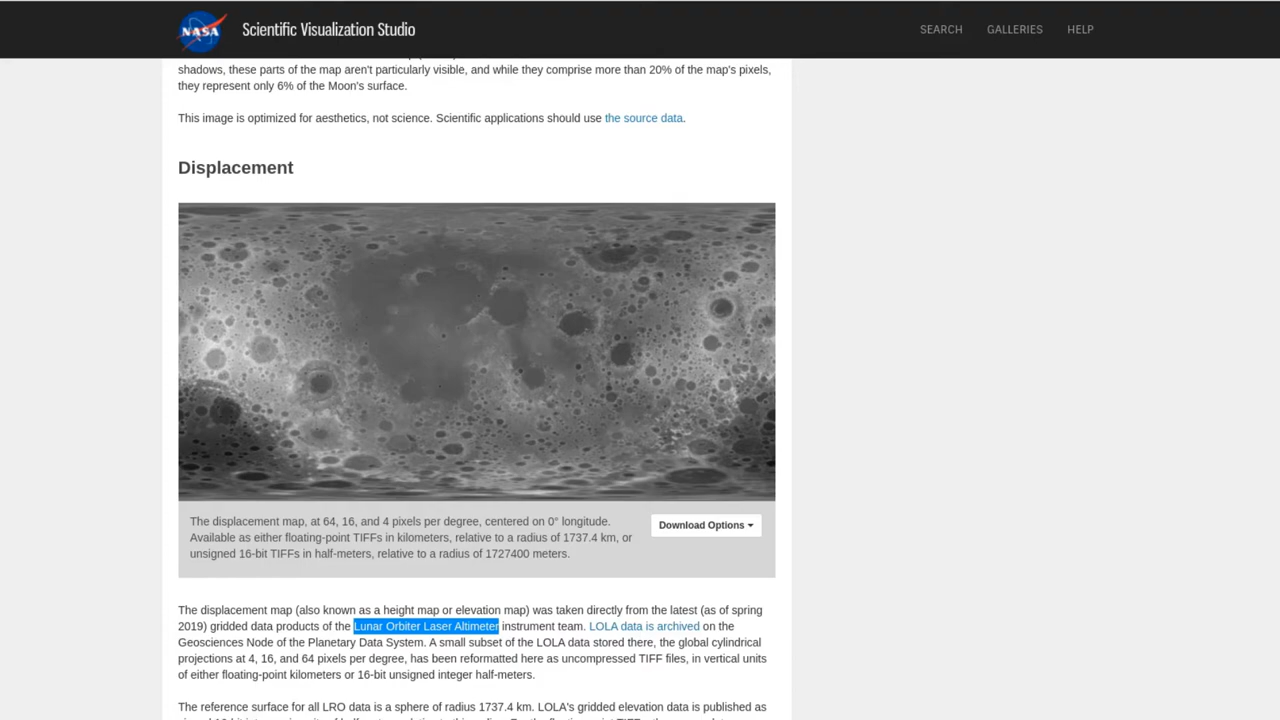 NASA
Scientific Visualization Studio
SEARCH
GALLERIES
HELP
shadows, these parts of the map aren't particularly visible, and while they comprise more than 20% of the map's pixels,
they represent only 6% of the Moon's surface.
This image is optimized for aesthetics, not science. Scientific applications should use the source data.
Displacement
The displacement map, at 64, 16, and 4 pixels per degree, centered on 0° longitude.
Available as either floating-point TIFFs in kilometers, relative to a radius of 1737.4 km, or
unsigned 16-bit TIFFs in half-meters, relative to a radius of 1727400 meters.
Download Options
The displacement map (also known as a height map or elevation map) was taken directly from the latest (as of spring
2019) gridded data products of the Lunar Orbiter Laser Altimeter instrument team. LOLA data is archived on the
Geosciences Node of the Planetary Data System. A small subset of the LOLA data stored there, the global cylindrical
projections at 4, 16, and 64 pixels per degree, has been reformatted here as uncompressed TIFF files, in vertical units
of either floating-point kilometers or 16-bit unsigned integer half-meters.
The reference surface for all LRO data is a sphere of radius 1737.4 km. LOLA's gridded elevation data is published as